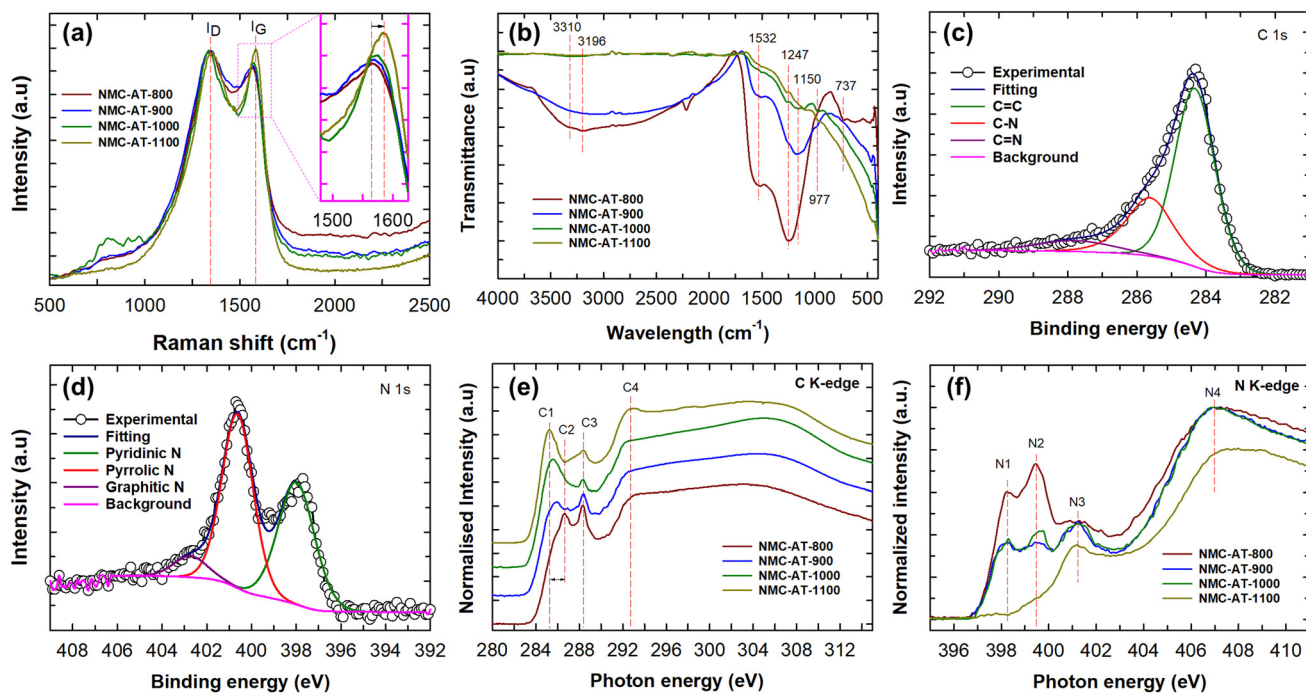 (a)
I_D
I_G
NMC-AT-800
NMC-AT-900
NMC-AT-1000
NMC-AT-1100
1500 1600
Intensity (a.u)
500 1000 1500 2000 2500
Raman shift (cm⁻¹)
(b)
3310
3196
1532
1247
1150
737
977
NMC-AT-800
NMC-AT-900
NMC-AT-1000
NMC-AT-1100
Transmittance (a.u)
4000 3500 3000 2500 2000 1500 1000 500
Wavelength (cm⁻¹)
(c)
C 1s
Experimental
Fitting
C=C
C-N
C=N
Background
Intensity (a.u)
292 290 288 286 284 282
Binding energy (eV)
(d)
N 1s
Experimental
Fitting
Pyridinic N
Pyrrolic N
Graphitic N
Background
Intensity (a.u)
408 406 404 402 400 398 396 394 392
Binding energy (eV)
(e)
C K-edge
C1
C2
C3
C4
NMC-AT-800
NMC-AT-900
NMC-AT-1000
NMC-AT-1100
Normalised Intensity (a.u.)
280 284 288 292 296 300 304 308 312
Photon energy (eV)
(f)
N K-edge
N1
N2
N3
N4
NMC-AT-800
NMC-AT-900
NMC-AT-1000
NMC-AT-1100
Normalized intensity (a.u.)
396 398 400 402 404 406 408 410
Photon energy (eV)